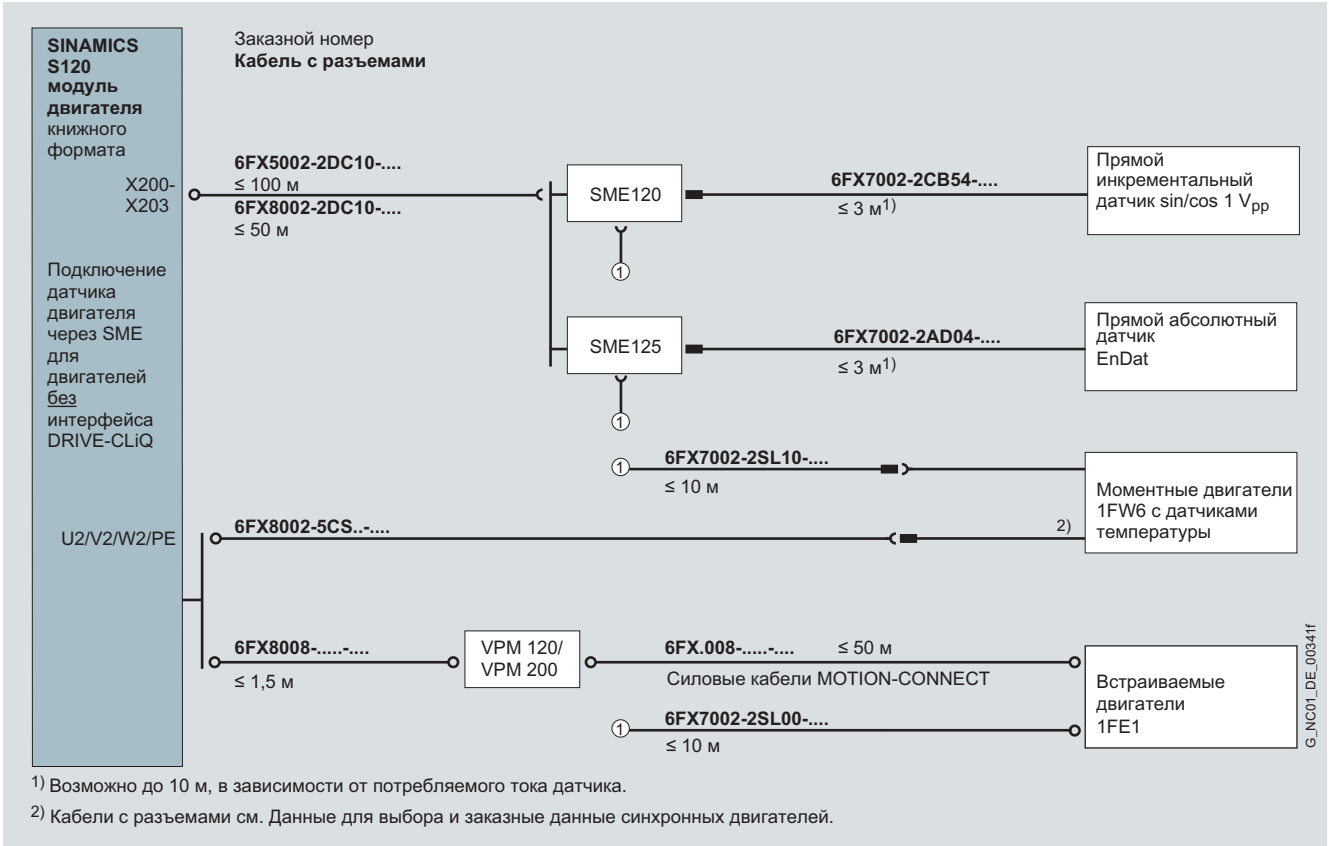 SINAMICS
S120
модуль
двигателя
книжного
формата
X200-
X203
Подключение
датчика
двигателя
через SME
для
двигателей
без
интерфейса
DRIVE-CLiQ
U2/V2/W2/PE
Заказной номер
Кабель с разъемами
6FX5002-2DC10-....
≤ 100 м
6FX8002-2DC10-....
≤ 50 м
SME120
6FX7002-2CB54-....
≤ 3 м1)
Прямой
инкрементальный
датчик sin/cos 1 Vpp
1
SME125
6FX7002-2AD04-....
≤ 3 м1)
Прямой абсолютный
датчик
EnDat
1
1
6FX7002-2SL10-....
≤ 10 м
Моментные двигатели
1FW6 с датчиками
температуры
6FX8002-5CS..-....
2)
6FX8008-.....-....
≤ 1,5 м
VPM 120/
VPM 200
6FX.008-.....-.... ≤ 50 м
Силовые кабели MOTION-CONNECT
1
6FX7002-2SL00-....
≤ 10 м
Встраиваемые
двигатели
1FE1
G_NC01_DE_00341f
1) Возможно до 10 м, в зависимости от потребляемого тока датчика.
2) Кабели с разъемами см. Данные для выбора и заказные данные синхронных двигателей.